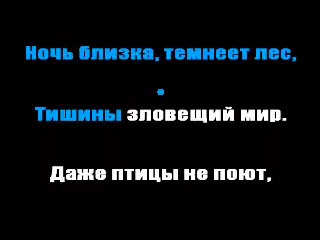 Ночь близка, темнеет лес,
Тишины зловещий мир.
Даже птицы не поют,